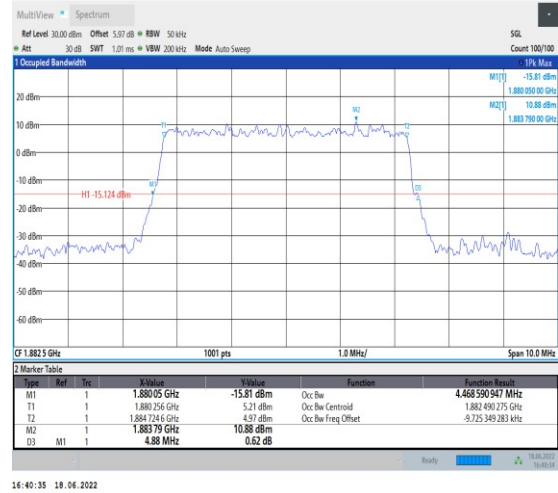 MultiView Spectrum
Ref Level 30.00 dBm Offset 5.97 dB RBW 50 kHz SGL
Att 30 dB SWT 1.01 ms VBW 200 kHz Mode Auto Sweep Count 100/100
1 Occupied Bandwidth 1Pk Max
M1[1] -15.81 dBm
1.880 050 00 GHz
M2[1] 10.88 dBm
1.883 790 00 GHz
20 dBm
M2
T1 T2
10 dBm
0 dBm
-10 dBm
M1 D3
H1 -15.124 dBm
-20 dBm
-30 dBm
-40 dBm
-50 dBm
-60 dBm
CF 1.882 5 GHz 1001 pts 1.0 MHz/ Span 10.0 MHz
2 Marker Table
Type Ref Trc X-Value Y-Value Function Function Result
M1 1 1.880 05 GHz -15.81 dBm Occ Bw 4.468 590 947 MHz
T1 1 1.880 256 GHz 5.21 dBm Occ Bw Centroid 1.882 490 275 GHz
T2 1 1.884 724 6 GHz 4.97 dBm Occ Bw Freq Offset -9.725 349 283 kHz
M2 1 1.883 79 GHz 10.88 dBm
D3 M1 1 4.88 MHz 0.62 dB
Ready 18.06.2022
16:40:34
16:40:35 18.06.2022